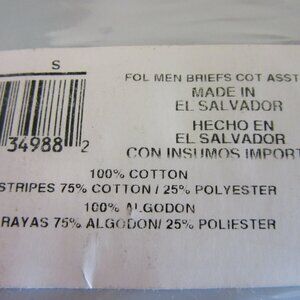 S
FOL MEN BRIEFS COT ASST
MADE IN
EL SALVADOR
HECHO EN
EL SALVADOR
CON INSUMOS IMPORT
34988 2
100% COTTON
STRIPES 75% COTTON / 25% POLYESTER
100% ALGODON
RAYAS 75% ALGODON/ 25% POLIESTER